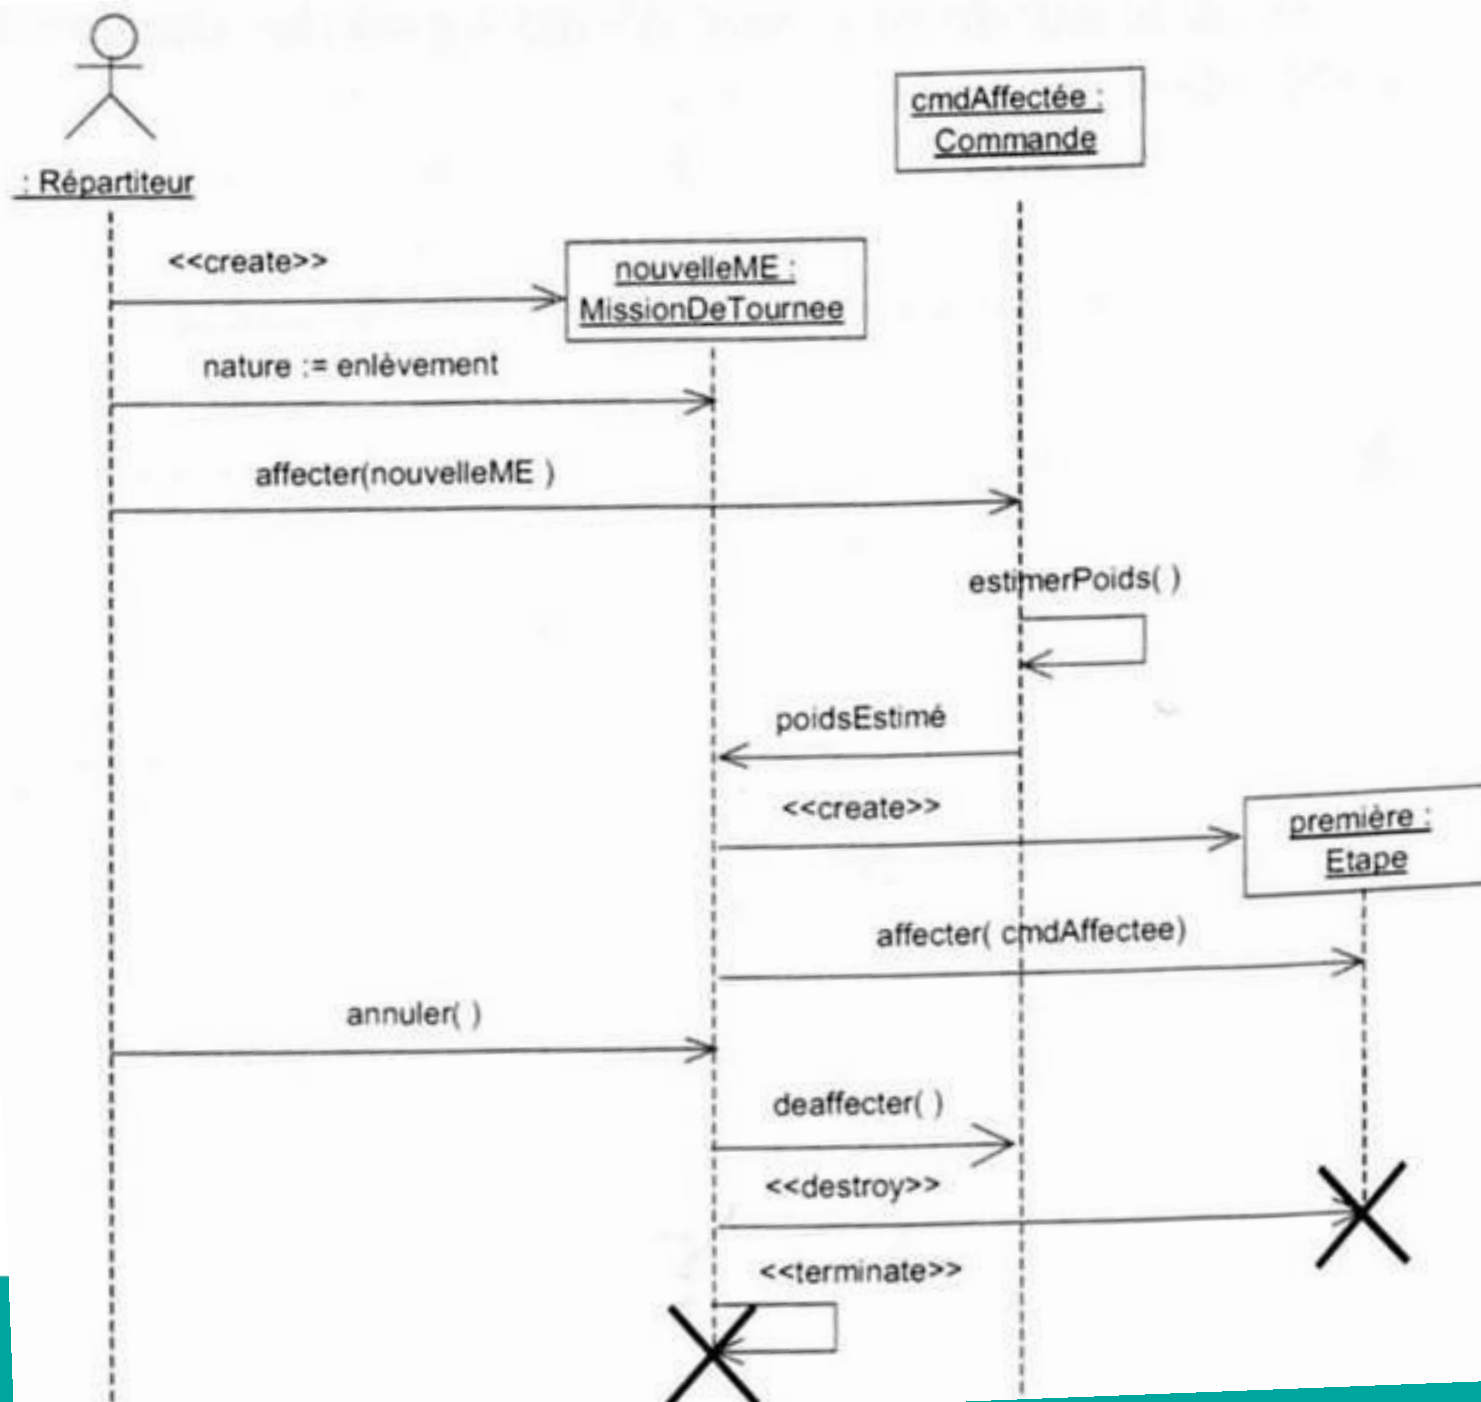 cmdAffectée :
Commande
: Répartiteur
<<create>>
nouvelleME :
MissionDeTournee
nature := enlèvement
affecter(nouvelleME )
estimerPoids( )
poidsEstimé
<<create>>
première :
Etape
affecter( cmdAffectee)
annuler( )
deaffecter( )
<<destroy>>
<<terminate>>